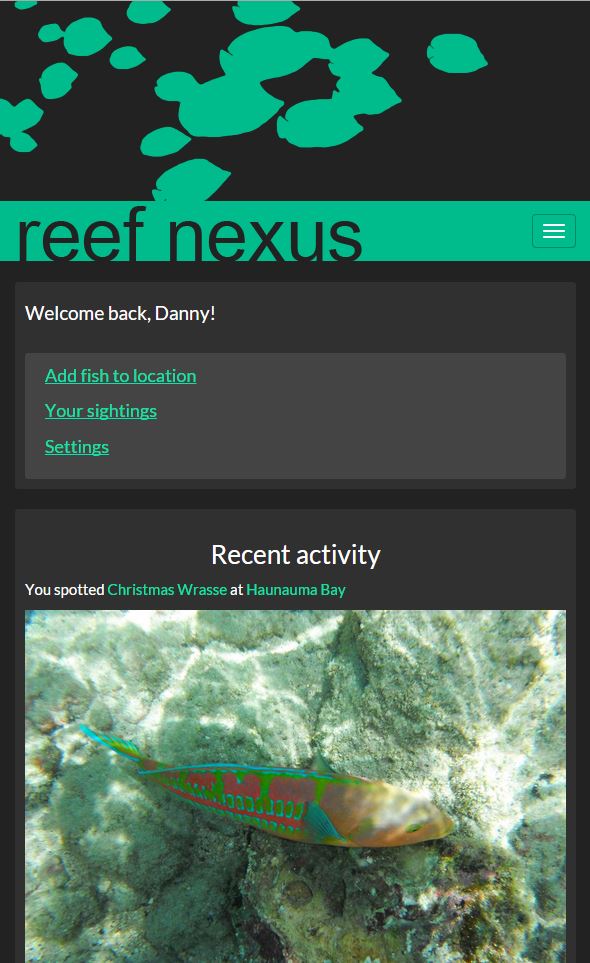 reef nexus
Welcome back, Danny!
Add fish to location
Your sightings
Settings
Recent activity
You spotted Christmas Wrasse at Haunauma Bay